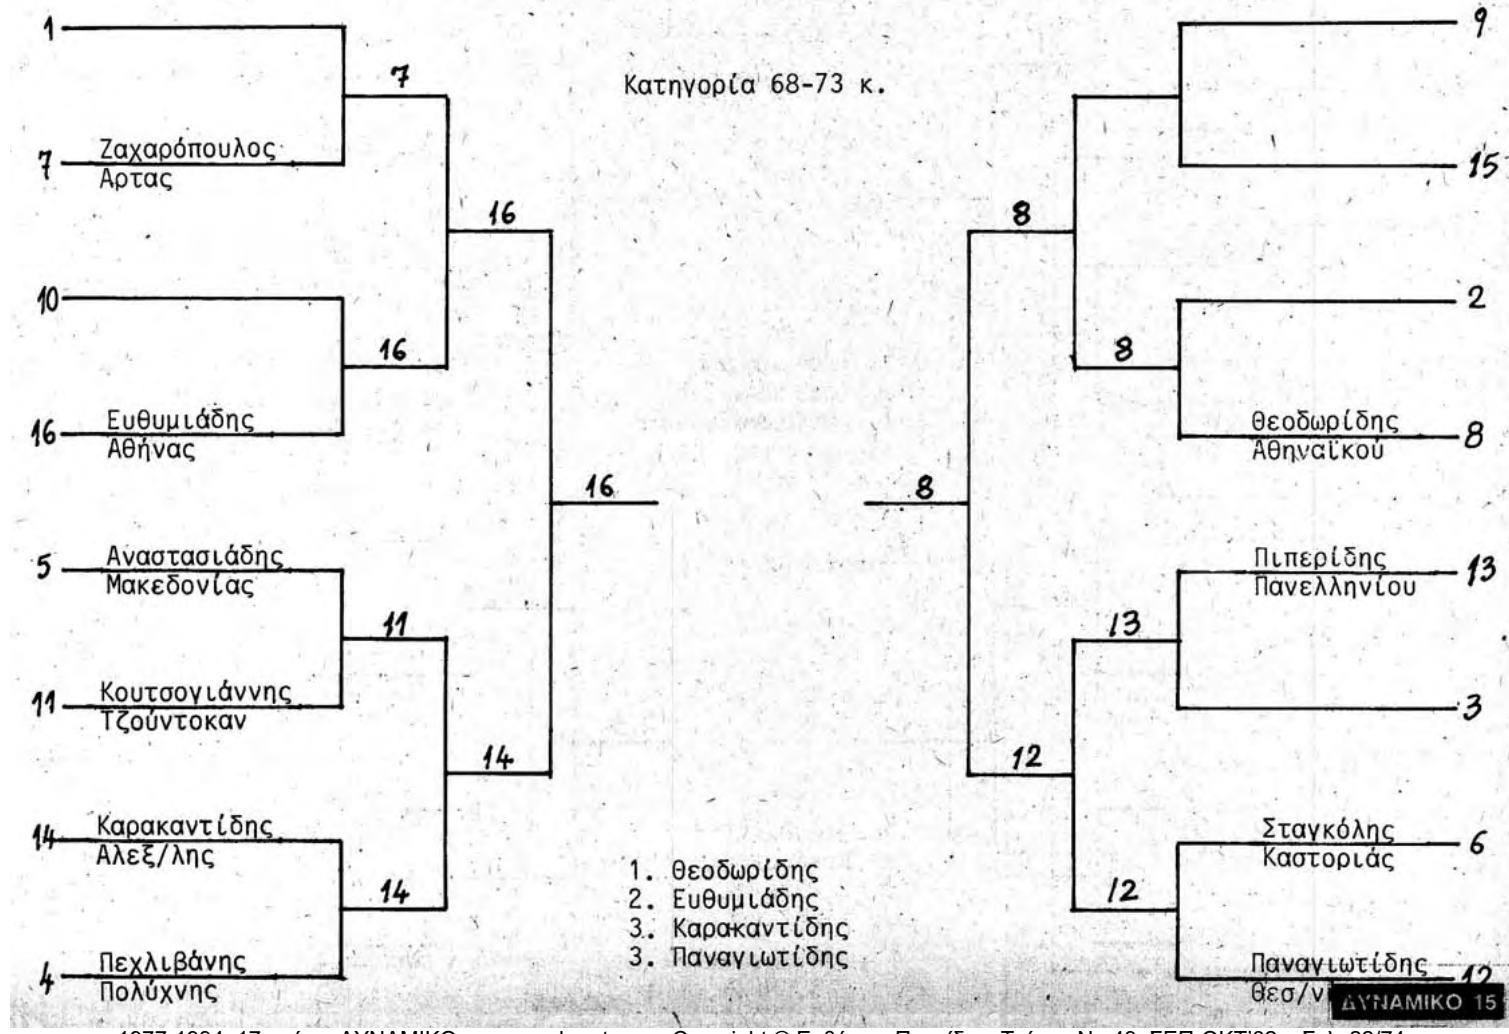 1
7
Κατηγορία 68-73 κ.
9
7 Ζαχαρόπουλος
Αρτας
15
16
8
10
2
16
8
16 Ευθυμιάδης
Αθήνας
Θεοδωρίδης 8
Αθηναϊκού
16
8
5 Αναστασιάδης
Μακεδονίας
Πιπερίδης 13
Πανελληνίου
11
13
11 Κουτσογιάννης
Τζούντοκαν
3
14
12
14 Καρακαντίδης
Αλεξ/λης
Σταγκόλης 6
Καστοριάς
14
12
1. Θεοδωρίδης
2. Ευθυμιάδης
3. Καρακαντίδης
3. Παναγιωτίδης
4 Πεχλιβάνης
Πολύχνης
Παναγιωτίδης 12
ΔΥΝΑΜΙΚΟ 15